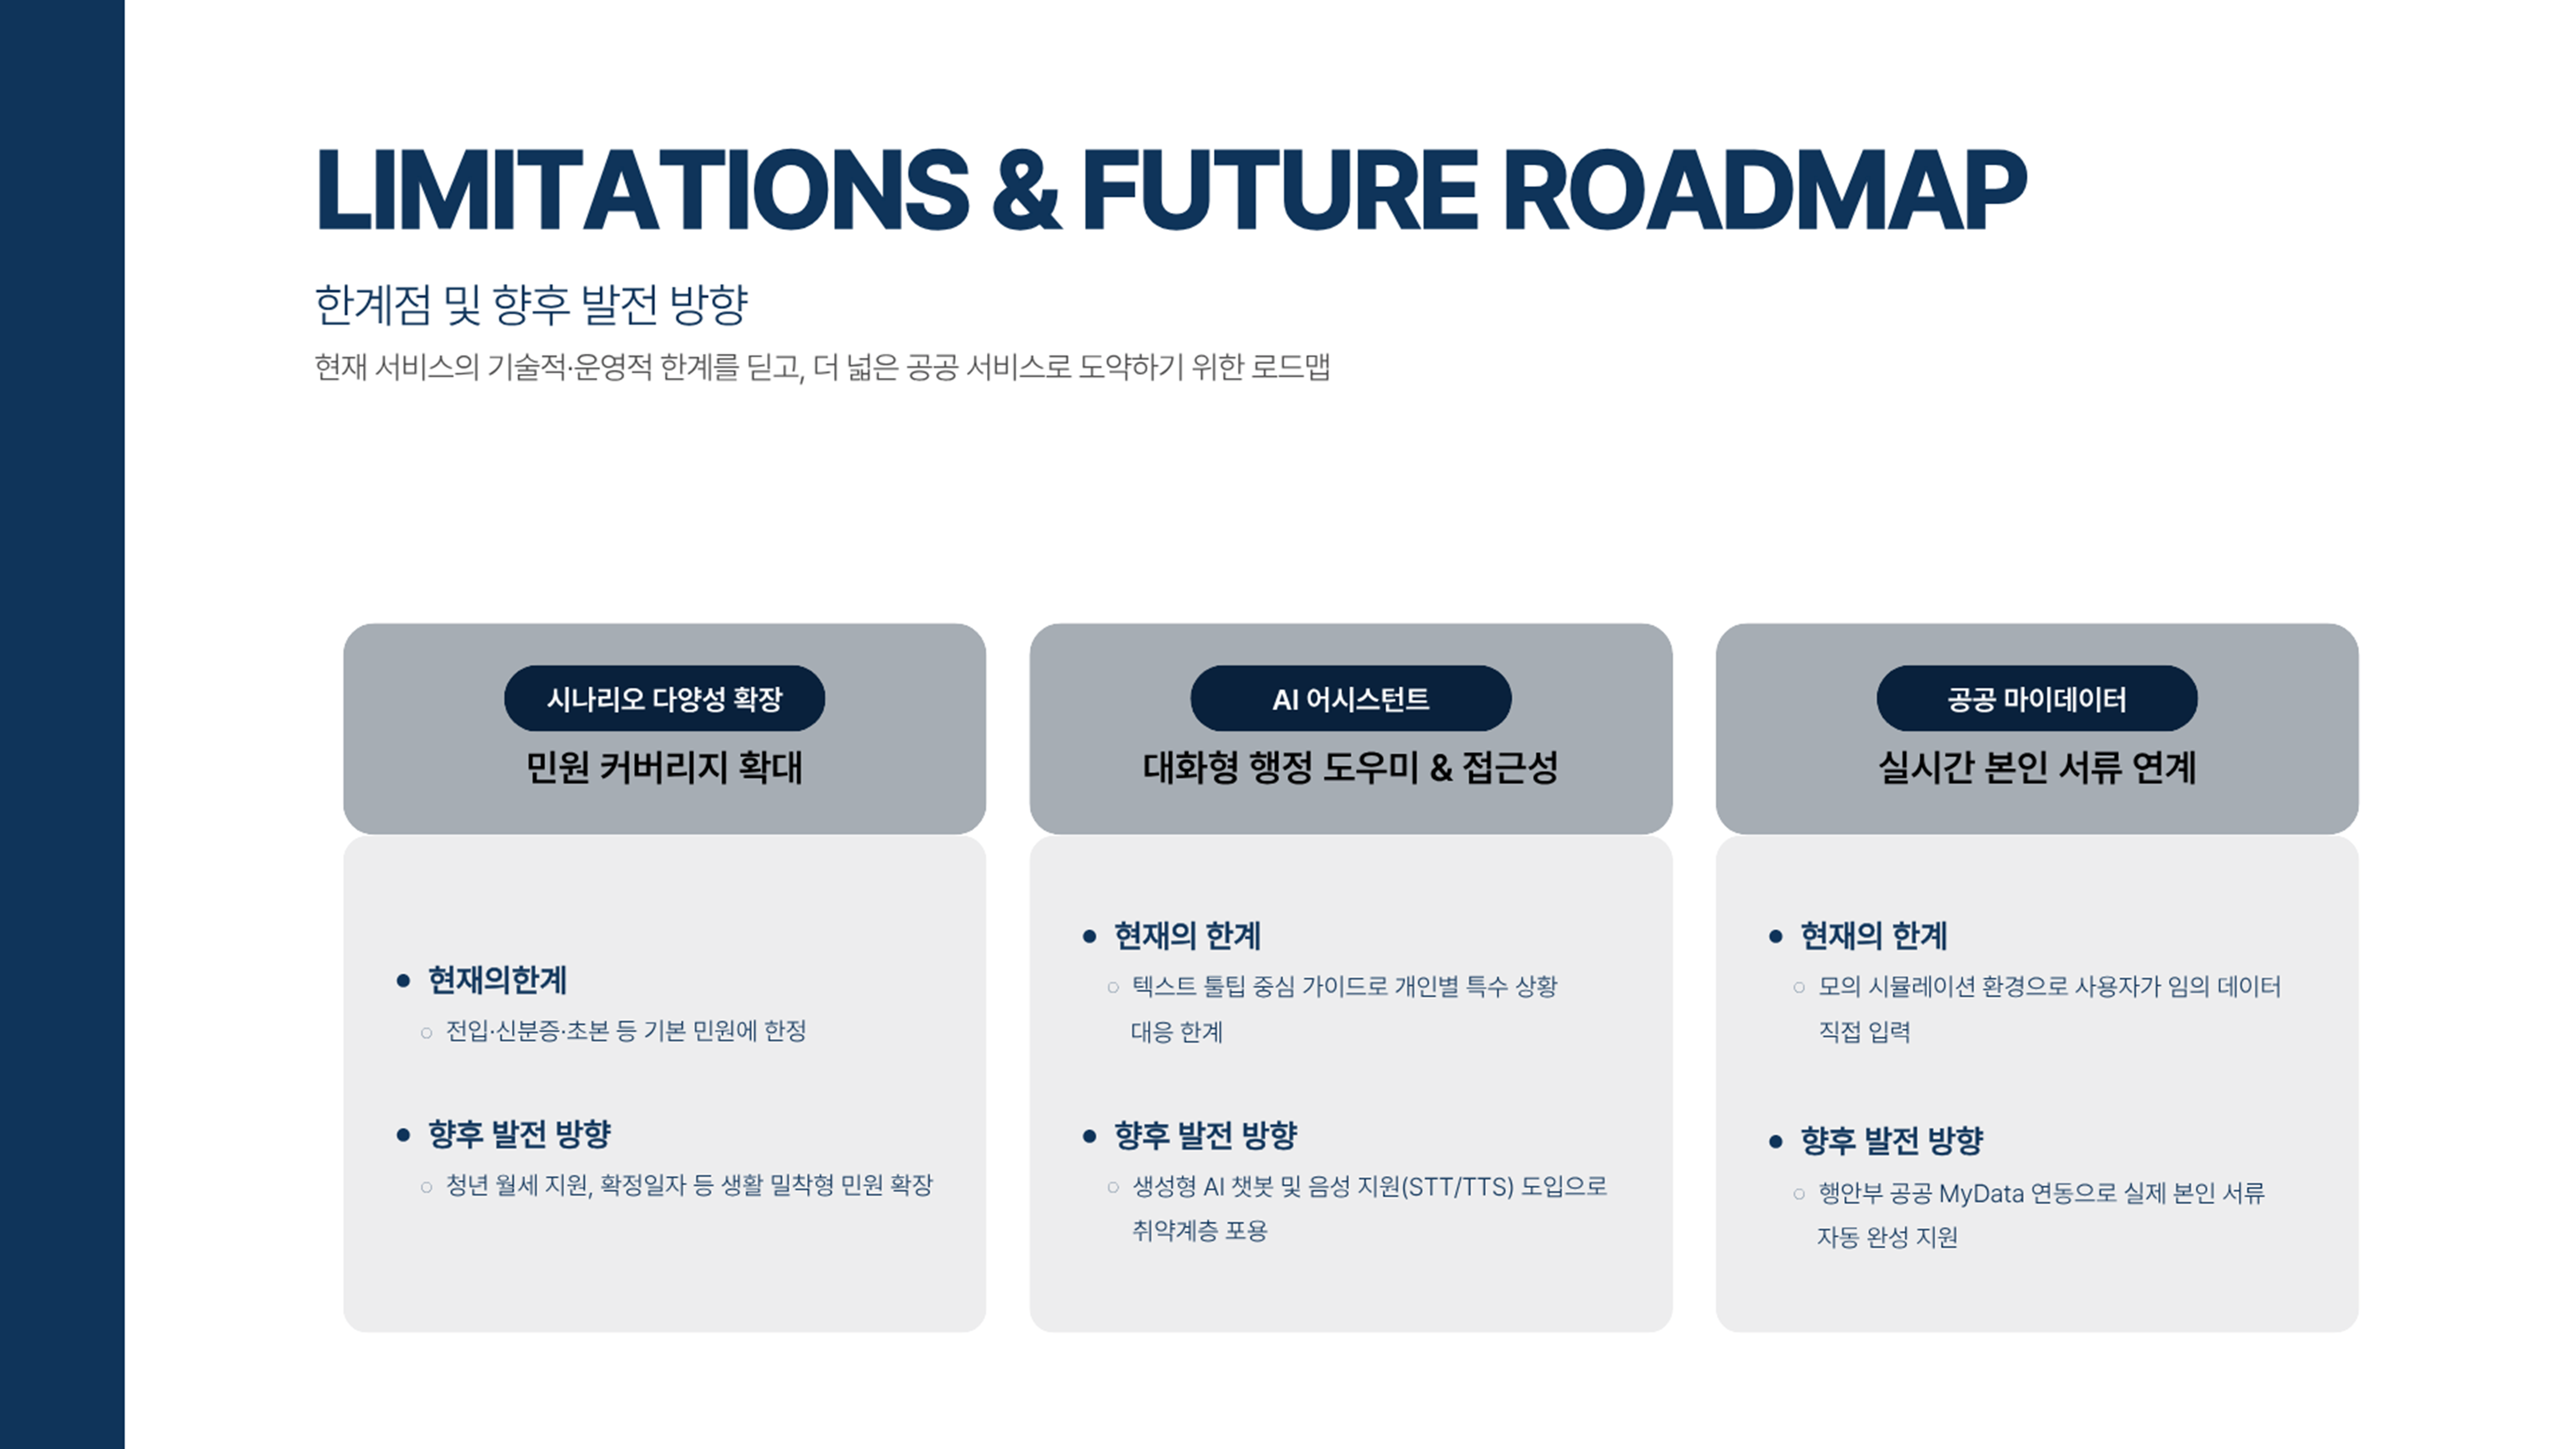 LIMITATIONS & FUTURE ROADMAP
한계점 및 향후 발전 방향
현재 서비스의 기술적·운영적 한계를 딛고, 더 넓은 공공 서비스로 도약하기 위한 로드맵
시나리오 다양성 확장
민원 커버리지 확대
• 현재의한계
○ 전입·신분증·초본 등 기본 민원에 한정
• 향후 발전 방향
○ 청년 월세 지원, 확정일자 등 생활 밀착형 민원 확장
AI 어시스턴트
대화형 행정 도우미 & 접근성
• 현재의 한계
○ 텍스트 툴팁 중심 가이드로 개인별 특수 상황
대응 한계
• 향후 발전 방향
○ 생성형 AI 챗봇 및 음성 지원(STT/TTS) 도입으로
취약계층 포용
공공 마이데이터
실시간 본인 서류 연계
• 현재의 한계
○ 모의 시뮬레이션 환경으로 사용자가 임의 데이터
직접 입력
• 향후 발전 방향
○ 행안부 공공 MyData 연동으로 실제 본인 서류
자동 완성 지원